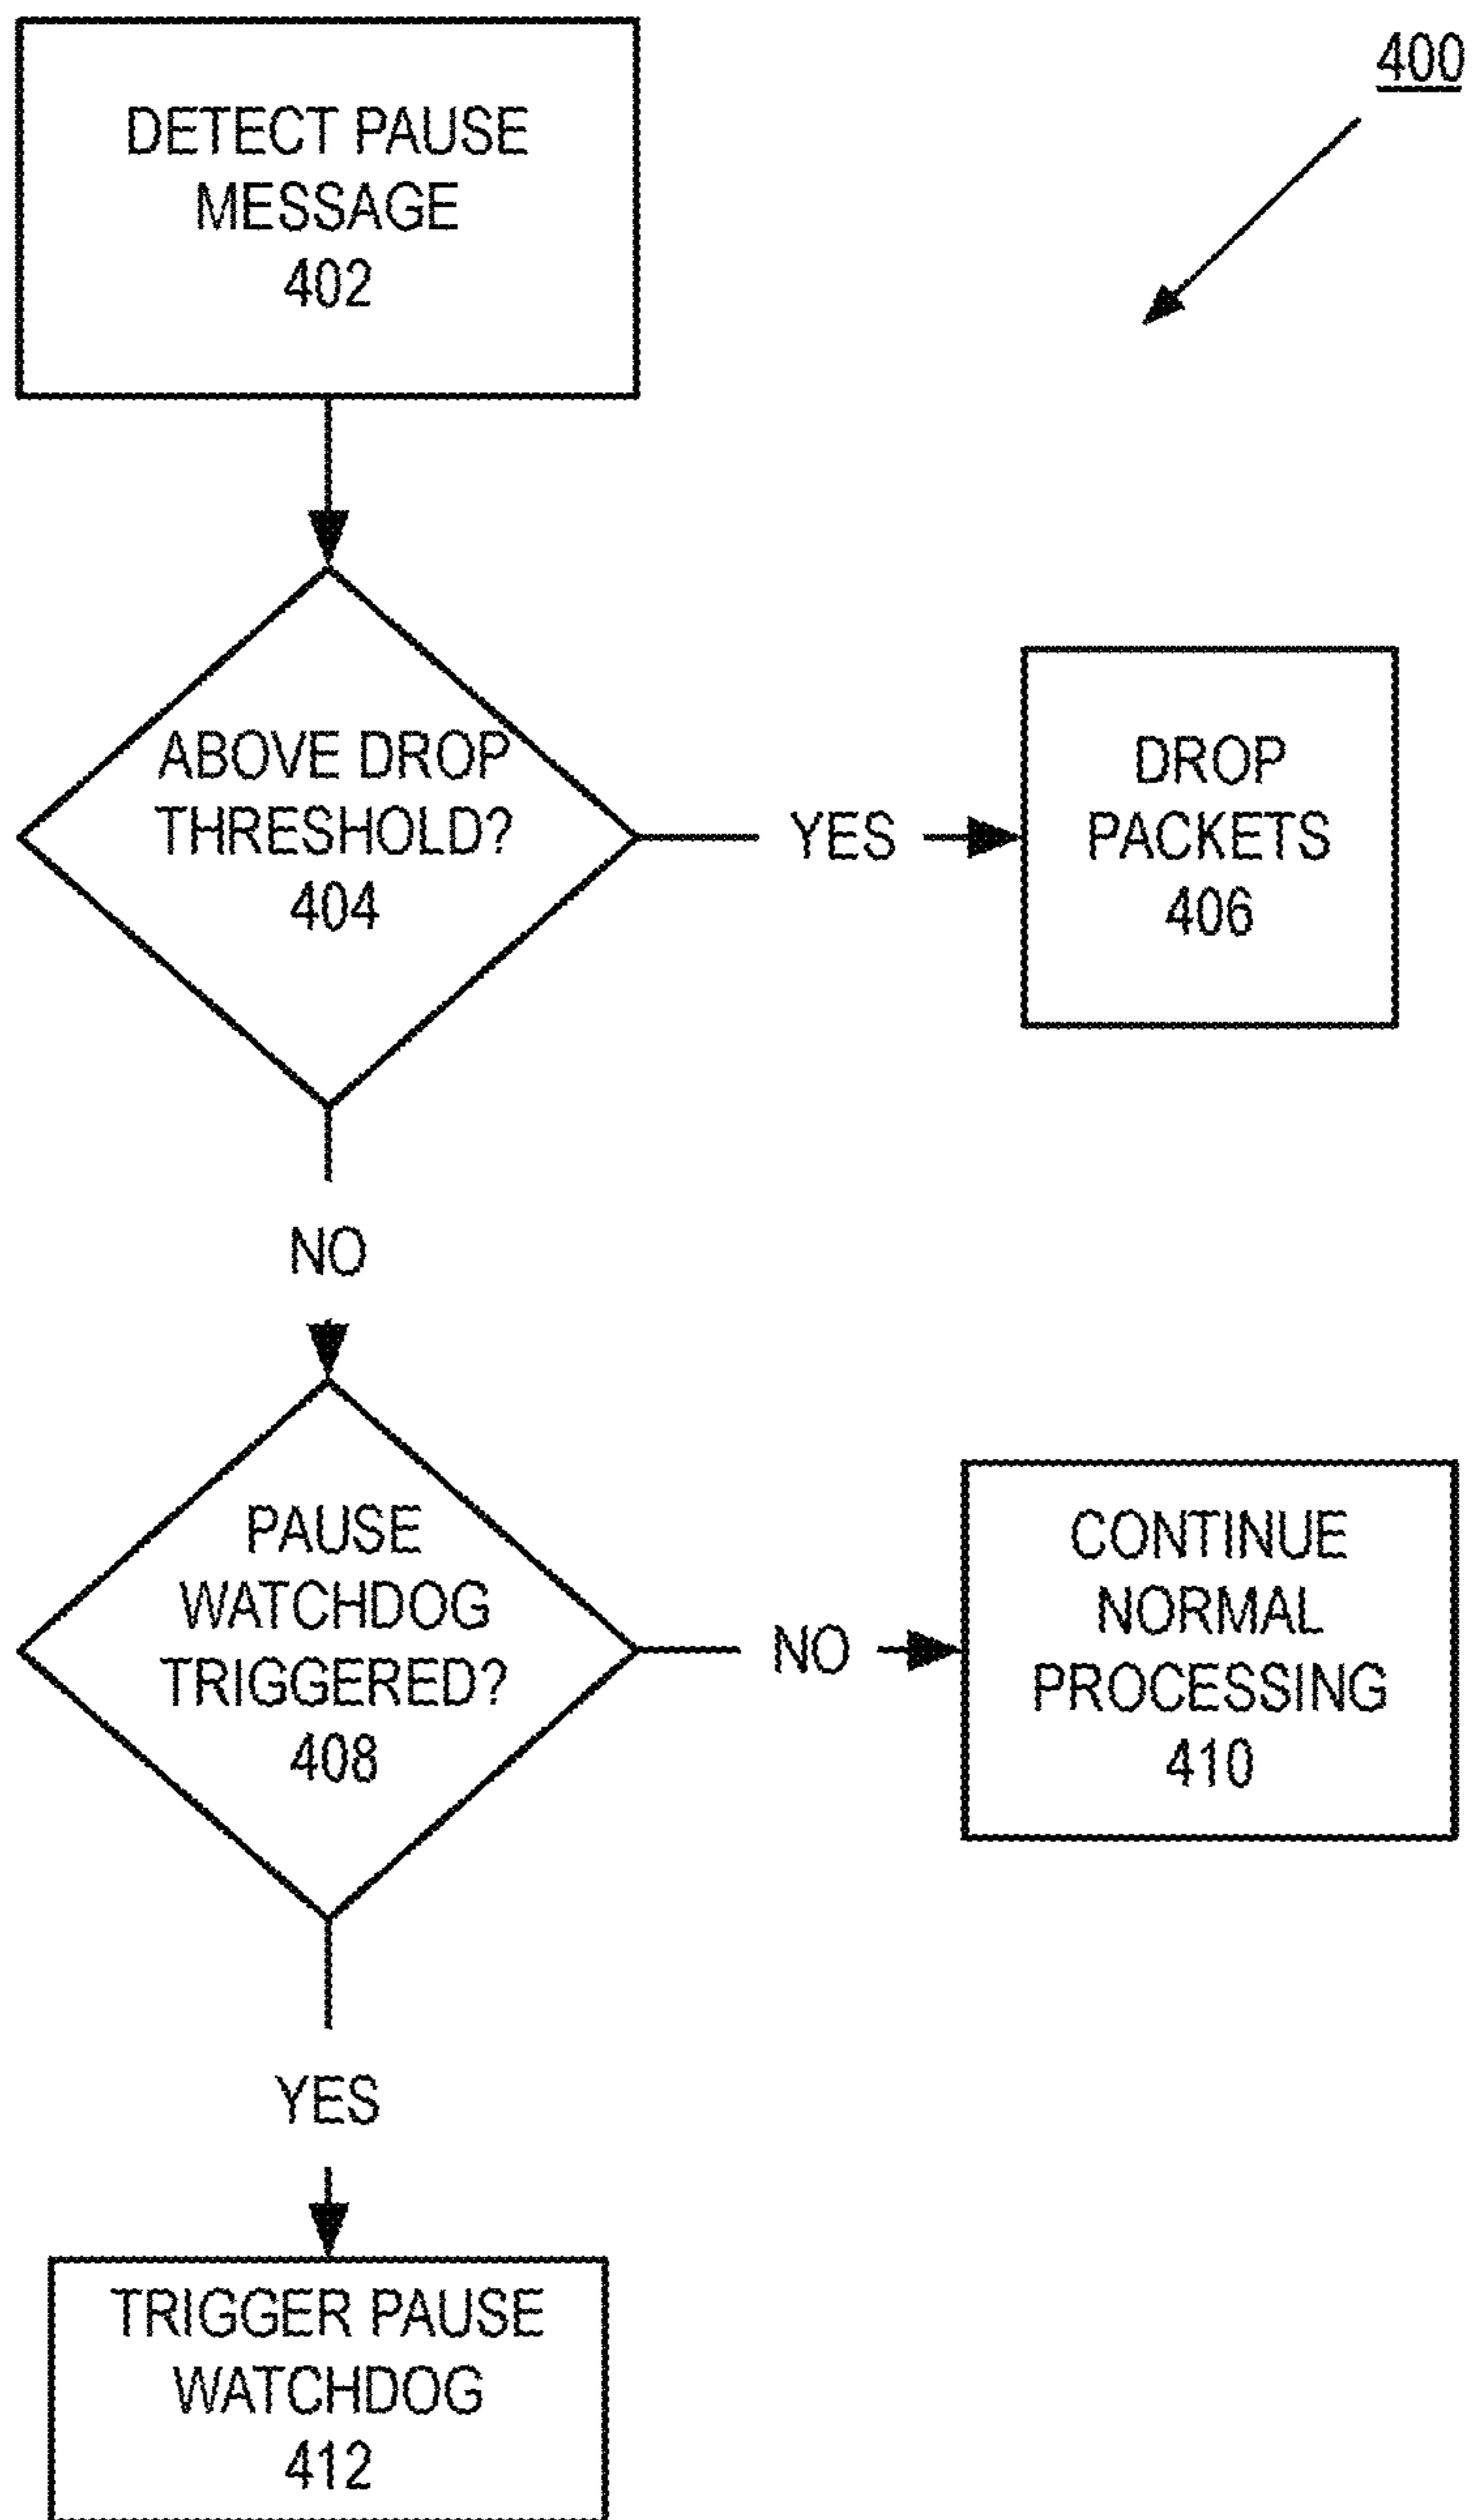 400
DETECT PAUSE
MESSAGE
402
ABOVE DROP
THRESHOLD?
404
YES
DROP
PACKETS
406
NO
PAUSE
WATCHDOG
TRIGGERED?
408
NO
CONTINUE
NORMAL
PROCESSING
410
YES
TRIGGER PAUSE
WATCHDOG
412